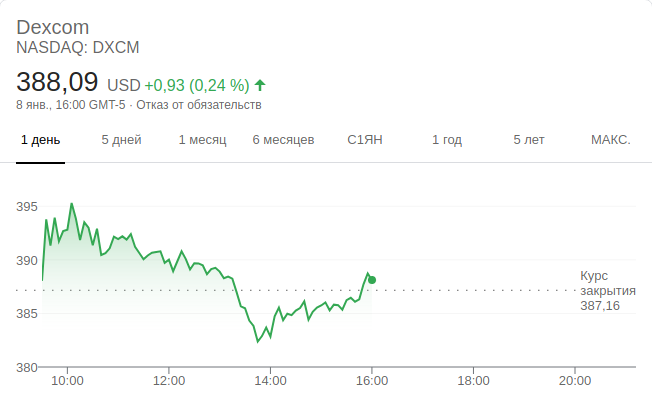 Dexcom
NASDAQ: DXCM
388,09 USD +0,93 (0,24 %)
8 янв., 16:00 GMT-5 · Отказ от обязательств
1 день 5 дней 1 месяц 6 месяцев С1ЯН 1 год 5 лет МАКС.
395
390
385
380
Курс
закрытия
387,16
10:00 12:00 14:00 16:00 18:00 20:00